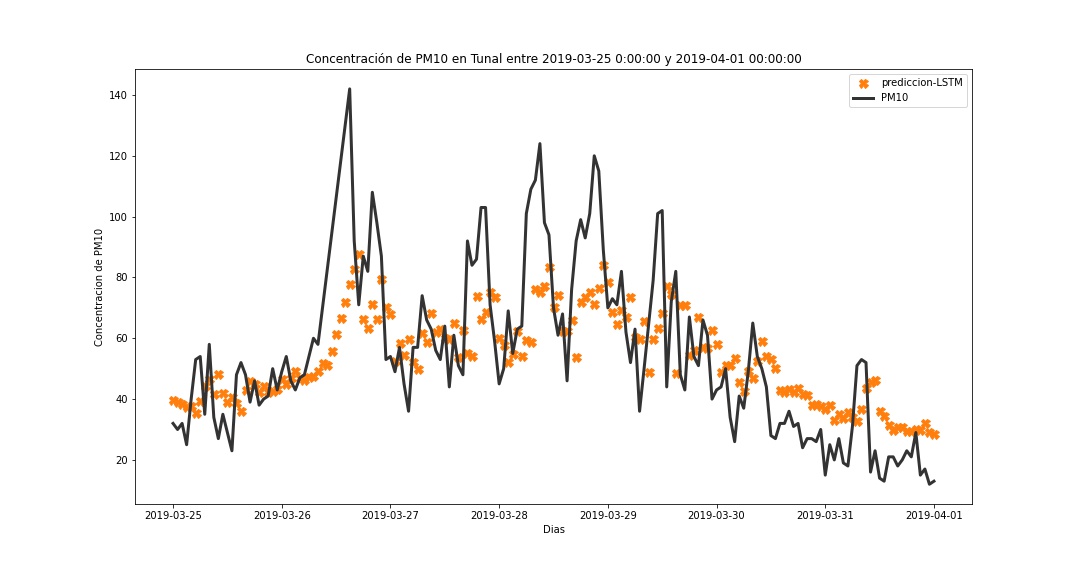 Concentración de PM10 en Tunal entre 2019-03-25 0:00:00 y 2019-04-01 00:00:00
prediccion-LSTM
PM10
Concentracion de PM10
140
120
100
80
60
40
20
2019-03-25 2019-03-26 2019-03-27 2019-03-28 2019-03-29 2019-03-30 2019-03-31 2019-04-01
Dias